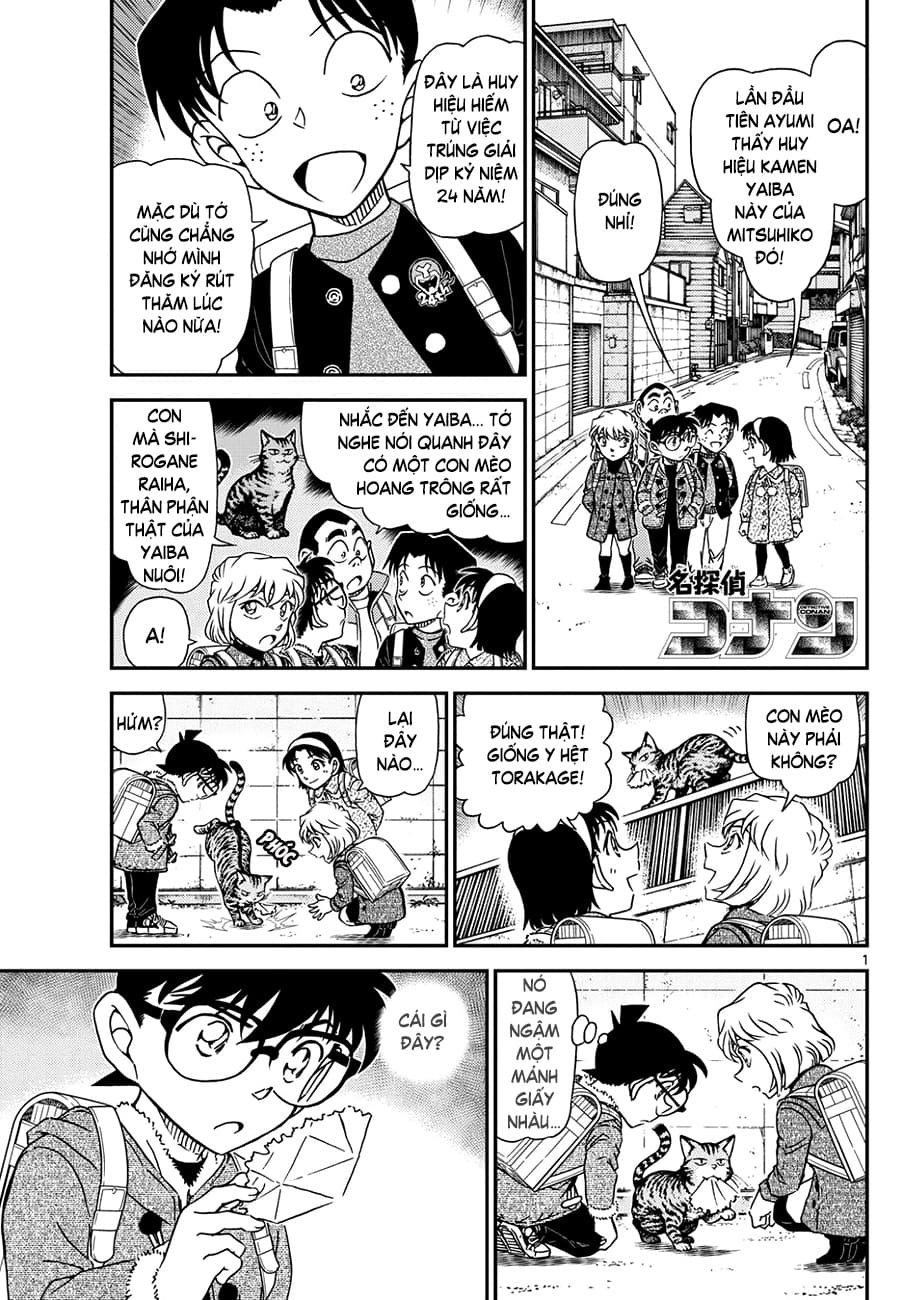 OA!
LẦN ĐẦU
TIÊN AYUMI
THẤY HUY
HIỆU KAMEN
YAIBA
NÀY CỦA
MITSUHIKO
ĐÓ!
ĐÚNG
NHỈ!
名探偵
コナン
DETECTIVE
CONAN
ĐÂY LÀ HUY
HIỆU HIẾM
TỪ VIỆC
TRÚNG GIẢI
DỊP KỶ NIỆM
24 NĂM!
MẶC DÙ TỚ
CŨNG CHẲNG
NHỚ MÌNH
ĐĂNG KÝ RÚT
THĂM LÚC
NÀO NỮA!
NHẮC ĐẾN YAIBA... TỚ
NGHE NÓI QUANH ĐÂY
CÓ MỘT CON MÈO
HOANG TRÔNG RẤT
GIỐNG...
CON
MÀ SHI-
ROGANE
RAIHA,
THÂN PHẬN
THẬT CỦA
YAIBA
NUÔI!
A!
CON MÈO
NÀY PHẢI
KHÔNG?
ĐÚNG THẬT!
GIỐNG Y HỆT
TORAKAGE!
LẠI
ĐÂY
NÀO...
HỬM?
PHÓC
1
NÓ
ĐANG
NGẬM
MỘT
MẢNH
GIẤY
NHÀU...
CÁI GÌ
ĐÂY?